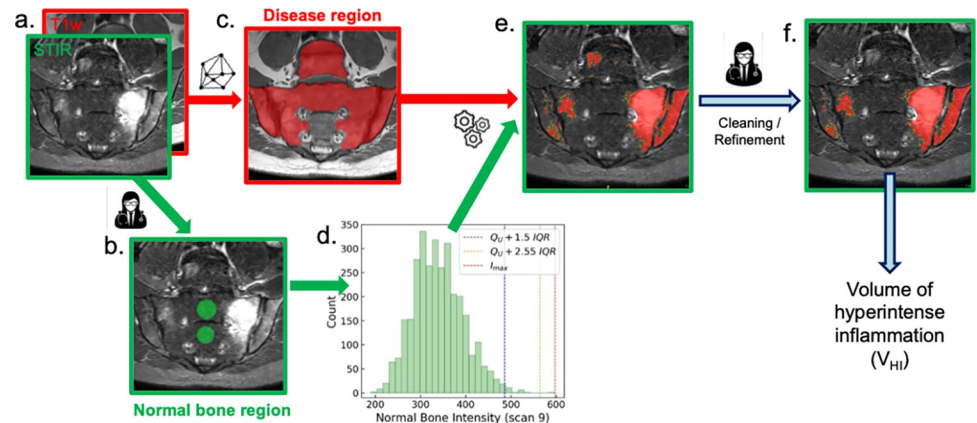 a.
T1w
STIR
c.
Disease region
e.
f.
Cleaning /
Refinement
b.
Normal bone region
d.
350
300
250
200
150
100
50
0
Count
Q_U + 1.5 IQR
Q_U + 2.55 IQR
I_max
200
300
400
500
600
Normal Bone Intensity (scan 9)
Volume of
hyperintense
inflammation
(V_HI)